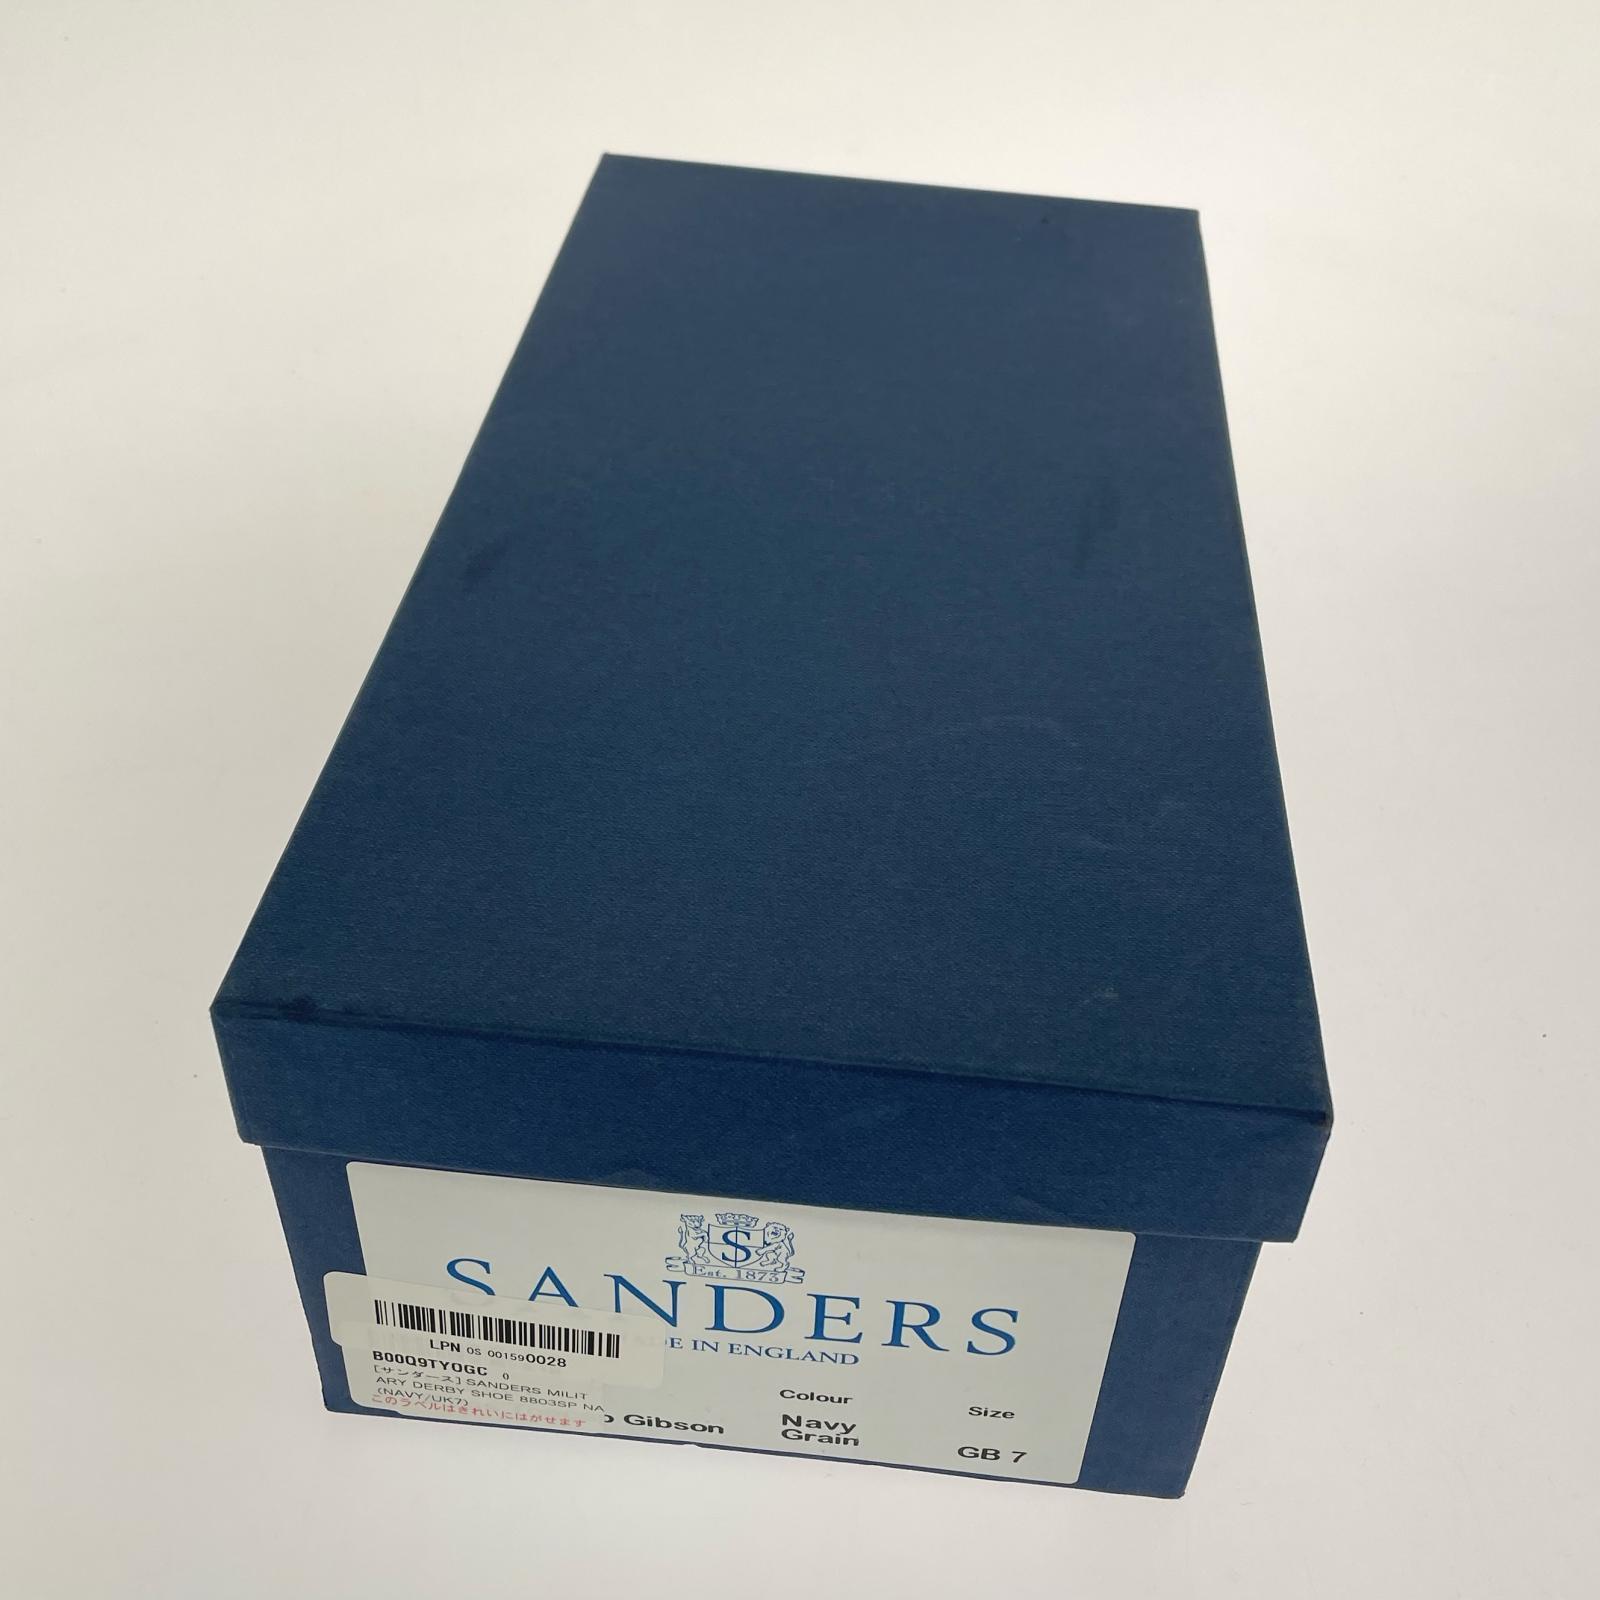 S
Est. 1873
SANDERS
DE IN ENGLAND
LPN OS 001590028
B00Q9TYOGC 0
[サンダース] SANDERS MILIT
ARY DERBY SHOE 8803SP NA
(NAVY/UK7)
このラベルはきれいにはがせます
Gibson
Colour
Navy
Grain
Size
GB 7